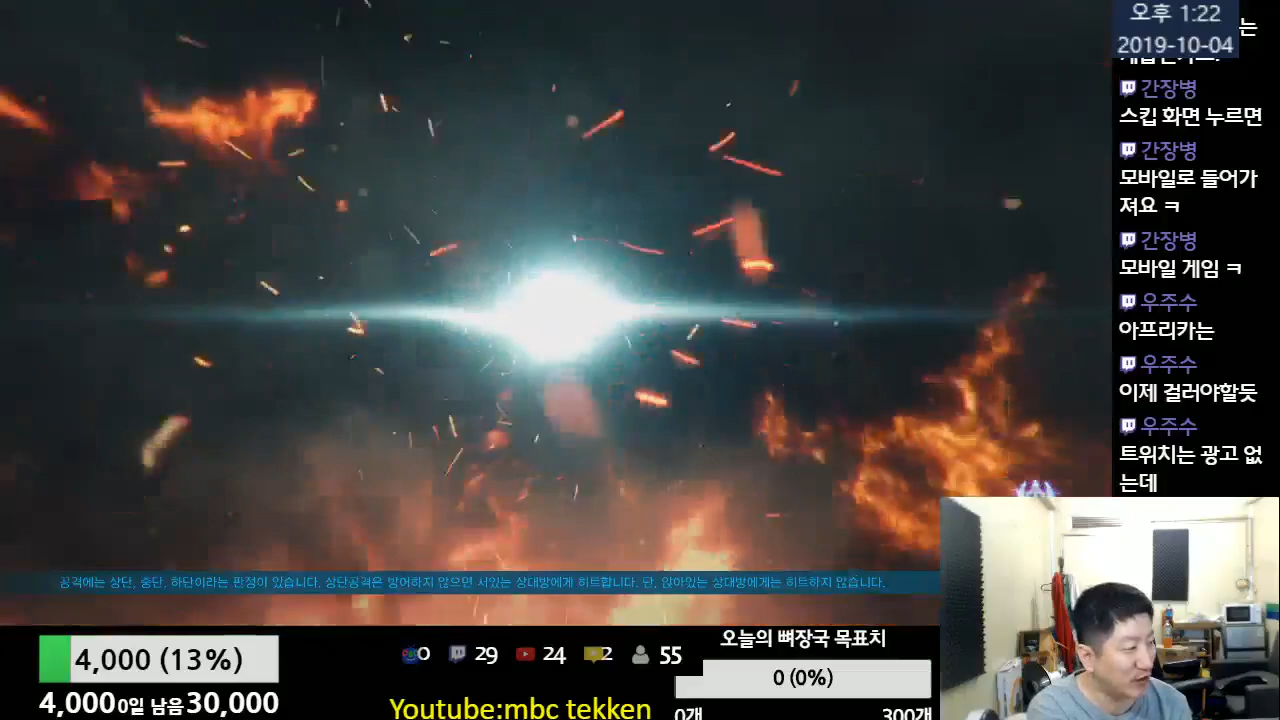 오후 1:22
2019-10-04
는
간장병
스킵 화면 누르면
간장병
모바일로 들어가
져요 ㅋ
간장병
모바일 게임 ㅋ
우주수
아프리카는
우주수
이제 걸러야할듯
우주수
트위치는 광고 없
는데
공격에는 상단, 중단, 하단이라는 판정이 있습니다. 상단공격은 방어하지 않으면 서있는 상대방에게 히트합니다. 단, 앉아있는 상대방에게는 히트하지 않습니다.
4,000 (13%)
4,000 0일 남음 30,000
0 29 24 2 55
Youtube:mbc tekken
오늘의 뼈장국 목표치
0 (0%)
0개 300개